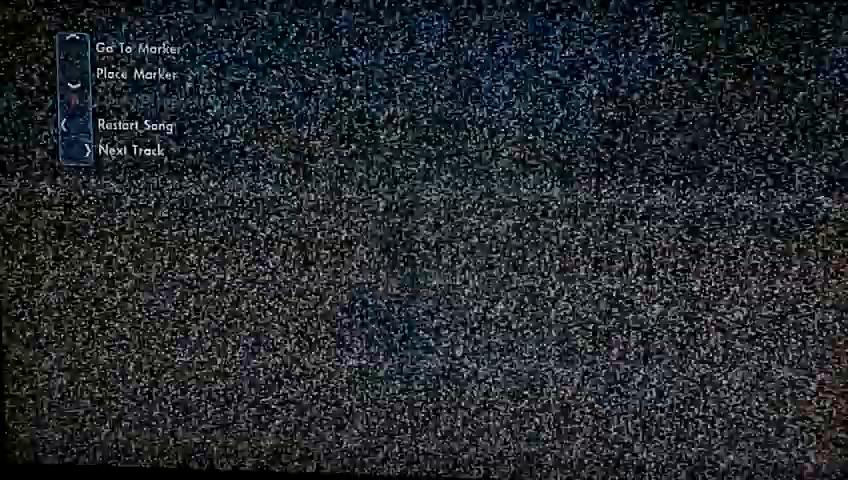 Go To Marker
Place Marker
Restart Song
Next Track